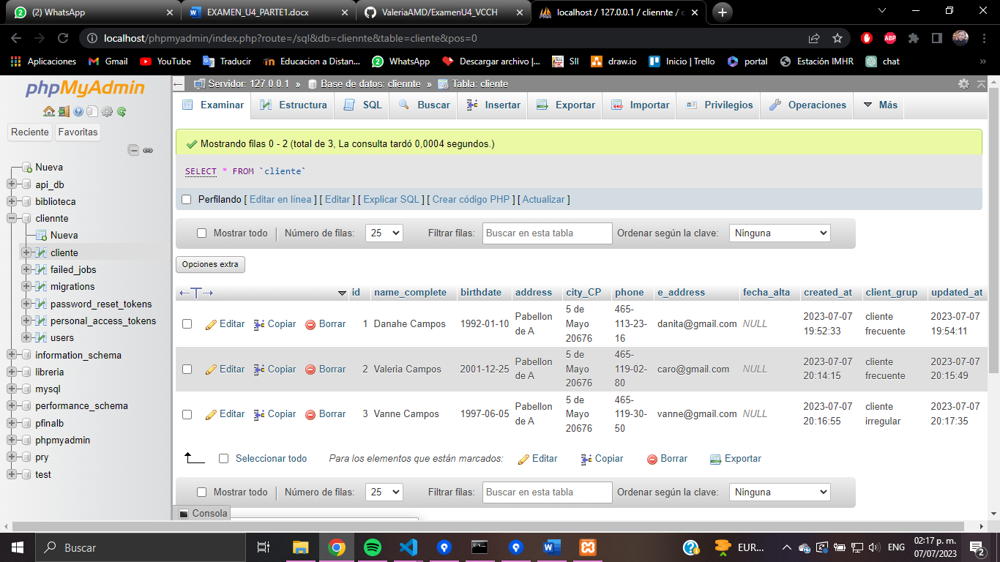 (2) WhatsApp
EXAMEN_U4_PARTE1.docx
ValeriaAMD/ExamenU4_VCCH
localhost / 127.0.0.1 / cliennte / c
localhost/phpmyadmin/index.php?route=/sql&db=cliennte&table=cliente&pos=0
Aplicaciones Gmail YouTube Traducir Educacion a Distan... WhatsApp Descargar archivo |... SII draw.io Inicio | Trello portal Estación IMHR chat »
phpMyAdmin
Reciente Favoritas
Nueva
api_db
biblioteca
cliennte
Nueva
cliente
failed_jobs
migrations
password_reset_tokens
personal_access_tokens
users
information_schema
libreria
mysql
performance_schema
pfinalb
phpmyadmin
pry
test
Servidor: 127.0.0.1 » Base de datos: cliennte » Tabla: cliente
Examinar Estructura SQL Buscar Insertar Exportar Importar Privilegios Operaciones Más
Mostrando filas 0 - 2 (total de 3, La consulta tardó 0,0004 segundos.)
SELECT * FROM `cliente`
Perfilando [ Editar en línea ] [ Editar ] [ Explicar SQL ] [ Crear código PHP ] [ Actualizar ]
Mostrar todo Número de filas: 25 Filtrar filas: Buscar en esta tabla Ordenar según la clave: Ninguna
Opciones extra
←T→ id name_complete birthdate address city_CP phone e_address fecha_alta created_at client_grup updated_at
Editar Copiar Borrar 1 Danahe Campos 1992-01-10 Pabellon de A 5 de Mayo 20676 465-113-23-16 danita@gmail.com NULL 2023-07-07 19:52:33 cliente frecuente 2023-07-07 19:54:11
Editar Copiar Borrar 2 Valeria Campos 2001-12-25 Pabellon de A 5 de Mayo 20676 465-119-02-80 caro@gmail.com NULL 2023-07-07 20:14:15 cliente frecuente 2023-07-07 20:15:49
Editar Copiar Borrar 3 Vanne Campos 1997-06-05 Pabellon de A 5 de Mayo 20676 465-119-30-50 vanne@gmail.com NULL 2023-07-07 20:16:55 cliente irregular 2023-07-07 20:17:35
Seleccionar todo Para los elementos que están marcados: Editar Copiar Borrar Exportar
Mostrar todo Número de filas: 25 Filtrar filas: Buscar en esta tabla Ordenar según la clave: Ninguna
Consola
Buscar
EUR...
ENG
02:17 p. m.
07/07/2023
2